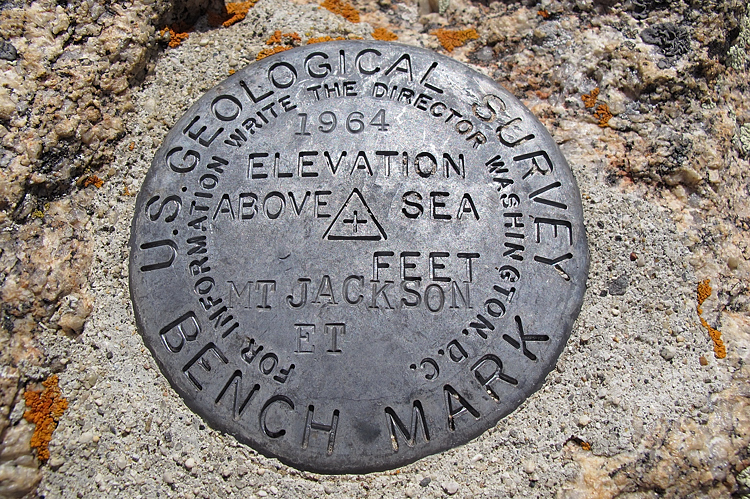 U.S. GEOLOGICAL SURVEY
FOR INFORMATION WRITE THE DIRECTOR WASHINGTON, D.C.
1964
ELEVATION
ABOVE SEA
FEET
MT JACKSON
ET
BENCH MARK